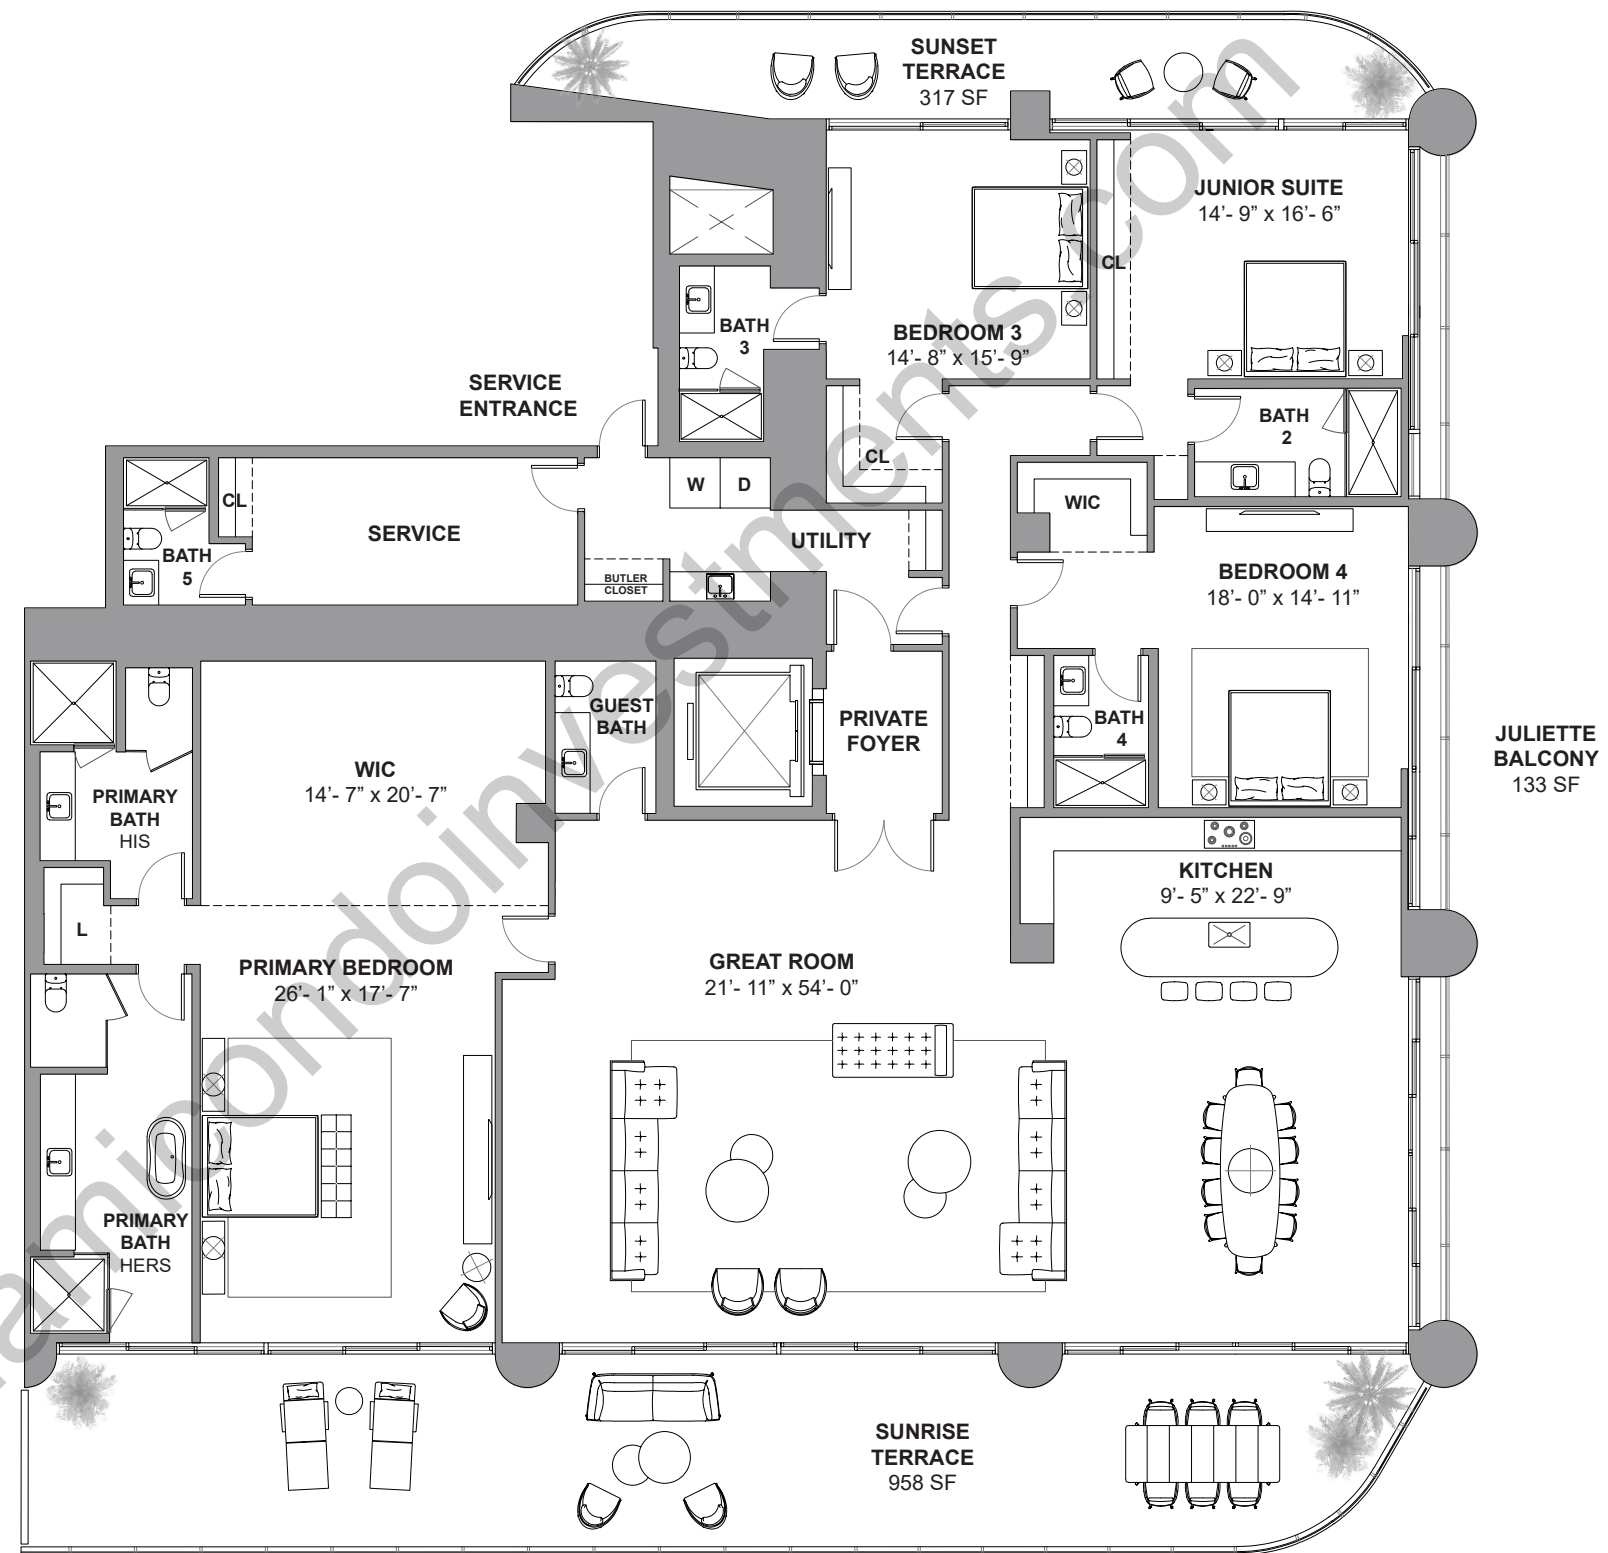 SUNSET
TERRACE
317 SF
JUNIOR SUITE
14’- 9” x 16’- 6”
CL
BEDROOM 3
14’- 8” x 15’- 9”
BATH
3
SERVICE
ENTRANCE
BATH
2
CL
W D
WIC
CL
SERVICE
UTILITY
BATH
5
BUTLER
CLOSET
BEDROOM 4
18’- 0” x 14’- 11”
GUEST
BATH
PRIVATE
FOYER
BATH
4
JULIETTE
BALCONY
133 SF
WIC
14’- 7” x 20’- 7”
PRIMARY
BATH
HIS
KITCHEN
9’- 5” x 22’- 9”
L
PRIMARY BEDROOM
26’- 1” x 17’- 7”
GREAT ROOM
21’- 11” x 54’- 0”
PRIMARY
BATH
HERS
SUNRISE
TERRACE
958 SF
amicondoinvestments.com